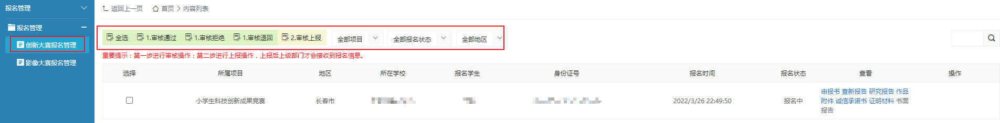 报名管理
返回上一页 首页 内容列表
报名管理
创新大赛报名管理
影像大赛报名管理
全选 1.审核通过 1.审核拒绝 1.审核退回 2.审核上报 全部项目 全部报名状态 全部地区
重要提示：第一步进行审核操作；第二步进行上报操作，上报后上级部门才会接收到报名信息。
选择 所属项目 地区 所在学校 报名学生 身份证号 报名时间 报名状态 查看 操作
小学生科技创新成果竞赛 长春市 2022/3/26 22:49:50 报名中
申报书 查新报告 研究报告 作品
附件 诚信承诺书 证明材料 书面
报告